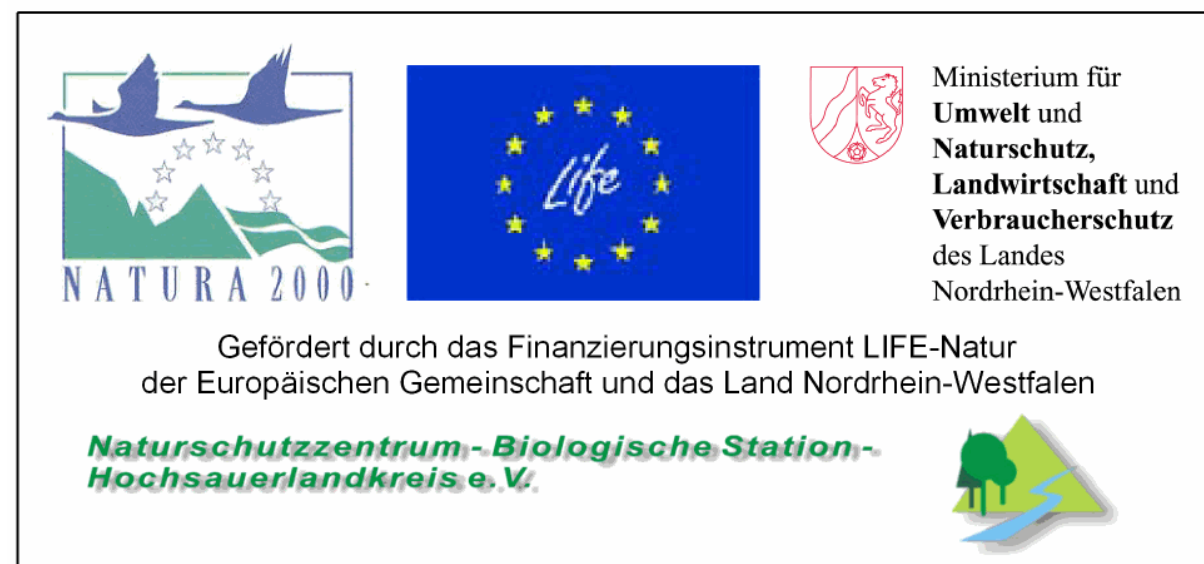 NATURA 2000
Life
Ministerium für
Umwelt und
Naturschutz,
Landwirtschaft und
Verbraucherschutz
des Landes
Nordrhein-Westfalen
Gefördert durch das Finanzierungsinstrument LIFE-Natur
der Europäischen Gemeinschaft und das Land Nordrhein-Westfalen
Naturschutzzentrum - Biologische Station -
Hochsauerlandkreis e.V.